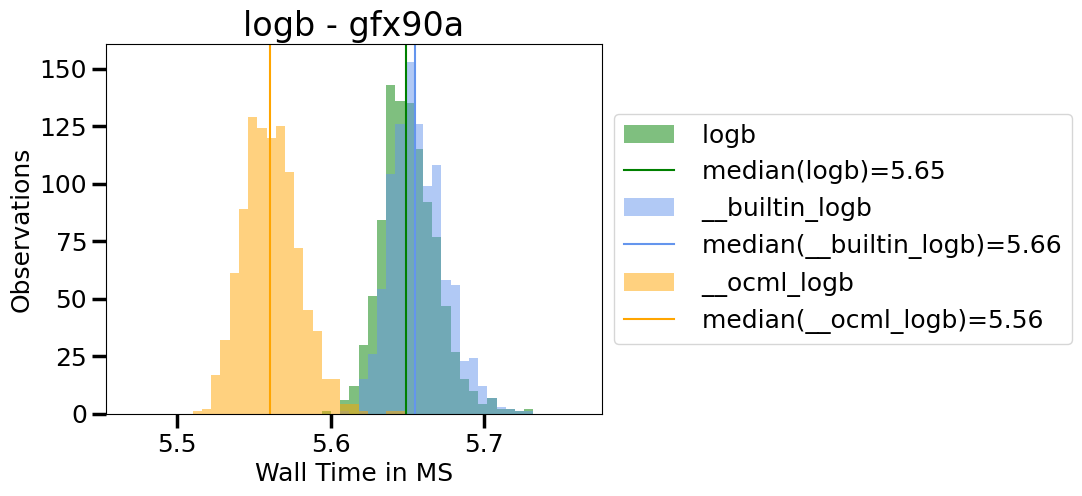 logb - gfx90a
Observations
150
125
100
75
50
25
0
5.5 5.6 5.7
Wall Time in MS
logb
median(logb)=5.65
__builtin_logb
median(__builtin_logb)=5.66
__ocml_logb
median(__ocml_logb)=5.56